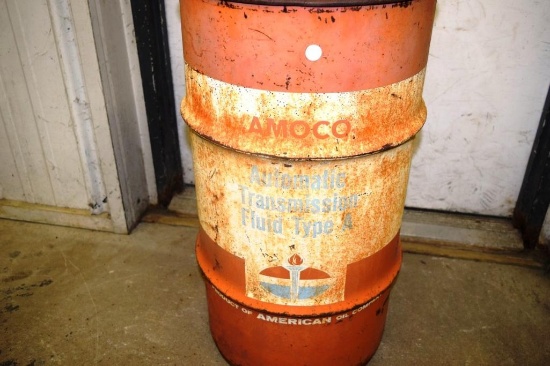 AMOCO
Automatic
Transmission
Fluid Type A
PRODUCT OF AMERICAN OIL COMPANY